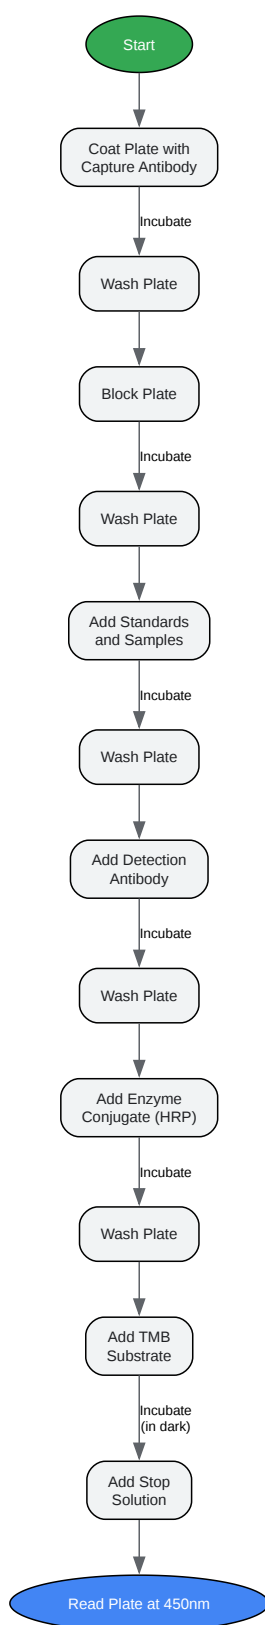 Start
Coat Plate with
Capture Antibody
Incubate
Wash Plate
Block Plate
Incubate
Wash Plate
Add Standards
and Samples
Incubate
Wash Plate
Add Detection
Antibody
Incubate
Wash Plate
Add Enzyme
Conjugate (HRP)
Incubate
Wash Plate
Add TMB
Substrate
Incubate
(in dark)
Add Stop
Solution
Read Plate at 450nm